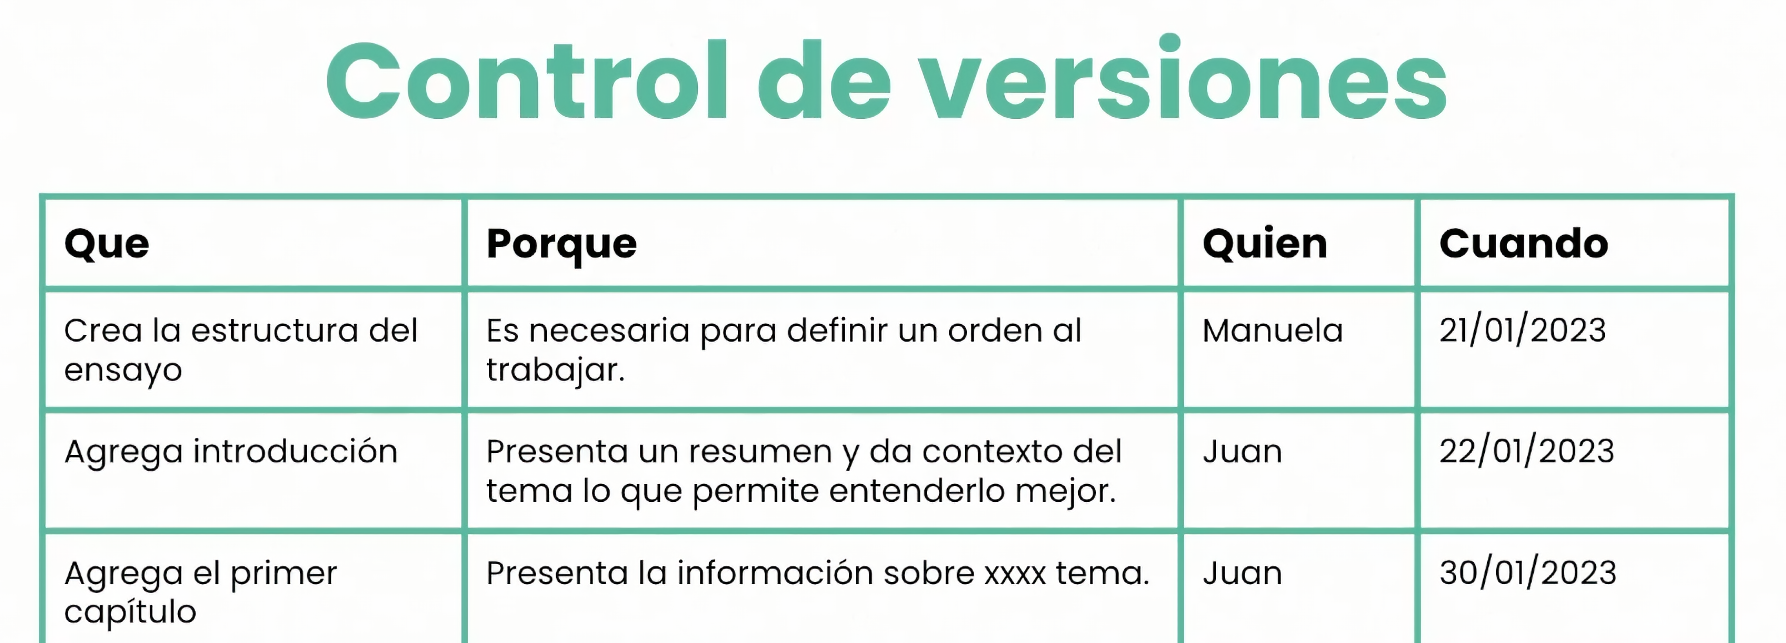 Control de versiones
Que
Porque
Quien
Cuando
Crea la estructura del
ensayo
Es necesaria para definir un orden al
trabajar.
Manuela
21/01/2023
Agrega introducción
Presenta un resumen y da contexto del
tema lo que permite entenderlo mejor.
Juan
22/01/2023
Agrega el primer
capítulo
Presenta la información sobre xxxx tema.
Juan
30/01/2023